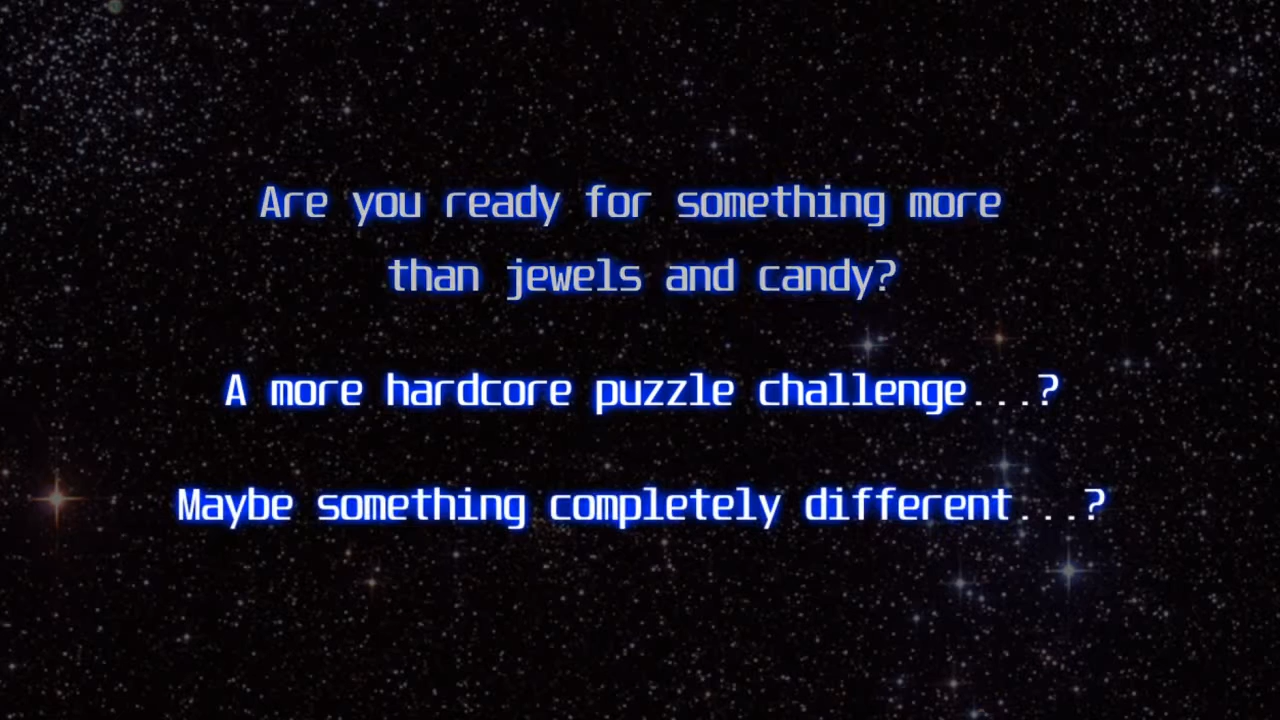 Are you ready for something more
than jewels and candy?
A more hardcore puzzle challenge...?
Maybe something completely different...?